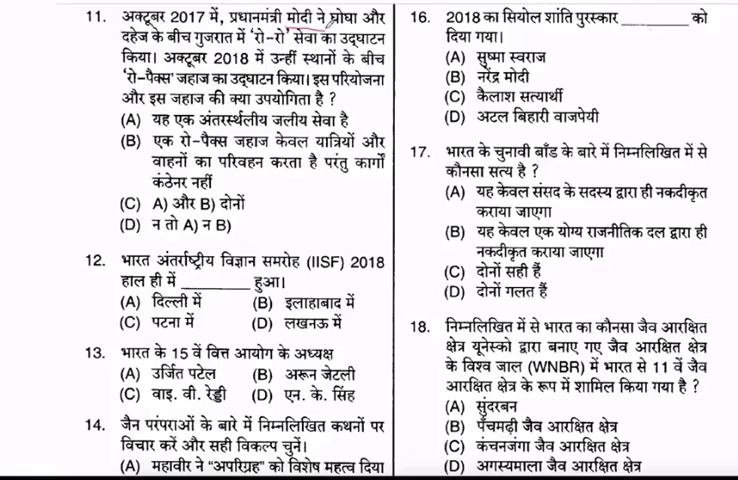 11. अक्टूबर 2017 में, प्रधानमंत्री मोदी ने घोघा और
दहेज के बीच गुजरात में ‘रो-रो’ सेवा का उद्घाटन
किया। अक्टूबर 2018 में उन्हीं स्थानों के बीच
‘रो-पैक्स’ जहाज का उद्घाटन किया। इस परियोजना
और इस जहाज की क्या उपयोगिता है ?
(A) यह एक अंतरर्स्थलीय जलीय सेवा है
(B) एक रो-पैक्स जहाज केवल यात्रियों और
वाहनों का परिवहन करता है परंतु कार्गो
कंठेनर नहीं
(C) A) और B) दोनों
(D) न तो A) न B)
12. भारत अंतर्राष्ट्रीय विज्ञान समरोह (IISF) 2018
हाल ही में ________ हुआ।
(A) दिल्ली में (B) इलाहाबाद में
(C) पटना में (D) लखनऊ में
13. भारत के 15 वें वित्त आयोग के अध्यक्ष
(A) उर्जित पटेल (B) अरून जेटली
(C) वाइ. वी. रेड्डी (D) एन. के. सिंह
14. जैन परंपराओं के बारे में निम्नलिखित कथनों पर
विचार करें और सही विकल्प चुनें।
(A) महावीर ने “अपरिग्रह” को विशेष महत्व दिया
16. 2018 का सियोल शांति पुरस्कार ________ को
दिया गया।
(A) सुष्मा स्वराज
(B) नरेंद्र मोदी
(C) कैलाश सत्यार्थी
(D) अटल बिहारी वाजपेयी
17. भारत के चुनावी बाँड के बारे में निम्नलिखित में से
कौनसा सत्य है ?
(A) यह केवल संसद के सदस्य द्वारा ही नकदीकृत
कराया जाएगा
(B) यह केवल एक योग्य राजनीतिक दल द्वारा ही
नकदीकृत कराया जाएगा
(C) दोनों सही हैं
(D) दोनों गलत हैं
18. निम्नलिखित में से भारत का कौनसा जैव आरक्षित
क्षेत्र यूनेस्को द्वारा बनाए गए जैव आरक्षित क्षेत्र
के विश्व जाल (WNBR) में भारत से 11 वें जैव
आरक्षित क्षेत्र के रूप में शामिल किया गया है ?
(A) सुंदरबन
(B) पँचमढ़ी जैव आरक्षित क्षेत्र
(C) कंचनजंगा जैव आरक्षित क्षेत्र
(D) अगस्यमाला जैव आरक्षित क्षेत्र